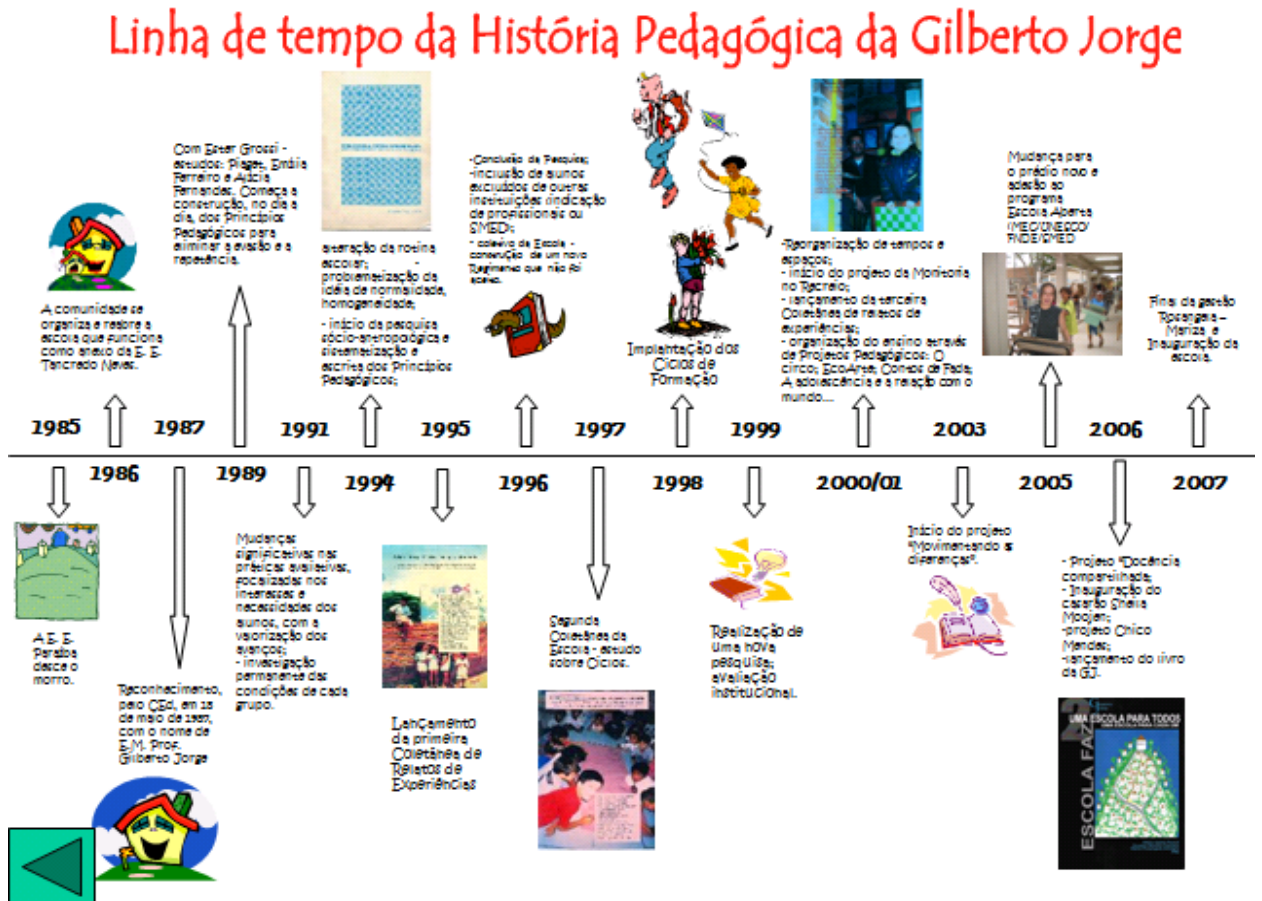 Linha de tempo da História Pedagógica da Gilberto Jorge
A comunidade se
organiza e reabre a
escola que funciona
como anexo da E. E.
Tancredo Neves.
Com Ester Grossi -
estudos: Piaget, Emília
Ferreiro e Alícia
Fernandes. Começa a
construção, no dia a
dia, dos Princípios
Pedagógicos para
eliminar a evasão e a
repetência.
alteração da rotina
escolar; -
problematização da
idéia de normalidade,
homogeneidade;
- início da pesquisa
sócio-antropológica e
sistematização e
escrita dos Princípios
Pedagógicos;
-Conclusão da Pesquisa;
-inclusão de alunos
excluídos de outras
instituições (indicação
de profissionais ou
SMED);
- coletivo da Escola -
construção de um novo
Regimento que não foi
aceito.
Implantação dos
Ciclos de
Formação
-Reorganização de tempos e
espaços;
- início do projeto da Monitoria
no Recreio;
- lançamento da terceira
Coletânea de relatos de
experiências;
- organização do ensino através
de Projetos Pedagógicos: O
circo; EcoArte; Contos de Fada;
A adolescência e a relação com o
mundo....
Mudança para
o prédio novo e
adesão ao
programa
Escola Aberta
/MEC/UNESCO/
FNDE/SMED
Final da gestão
Rosangela –
Mariza e
Inauguração da
escola.
1985 1987 1991 1995 1997 1999 2003 2006
1986 1989 1994 1996 1998 2000/01 2005 2007
A E. E.
Paraíba
desce o
morro.
Reconhecimento,
pelo CEd, em 18
de maio de 1987,
com o nome de
E.M. Prof.
Gilberto Jorge
Mudanças
significativas nas
práticas avaliativas,
focalizadas nos
interesses e
necessidades dos
alunos, com a
valorização dos
avanços;
- investigação
permanente das
condições de cada
grupo.
Lançamento
da primeira
Coletânea de
Relatos de
Experiências
Segunda
Coletânea da
Escola - estudo
sobre Ciclos.
Realização de
uma nova
pesquisa;
avaliação
institucional.
Início do projeto
"Movimentando as
diferenças".
- Projeto "Docência
compartilhada;
- Inauguração do
casarão Sheila
Moojen;
-projeto Chico
Mendes;
-lançamento do livro
da GJ.
UMA ESCOLA PARA TODOS
ESCOLA FAZ
2